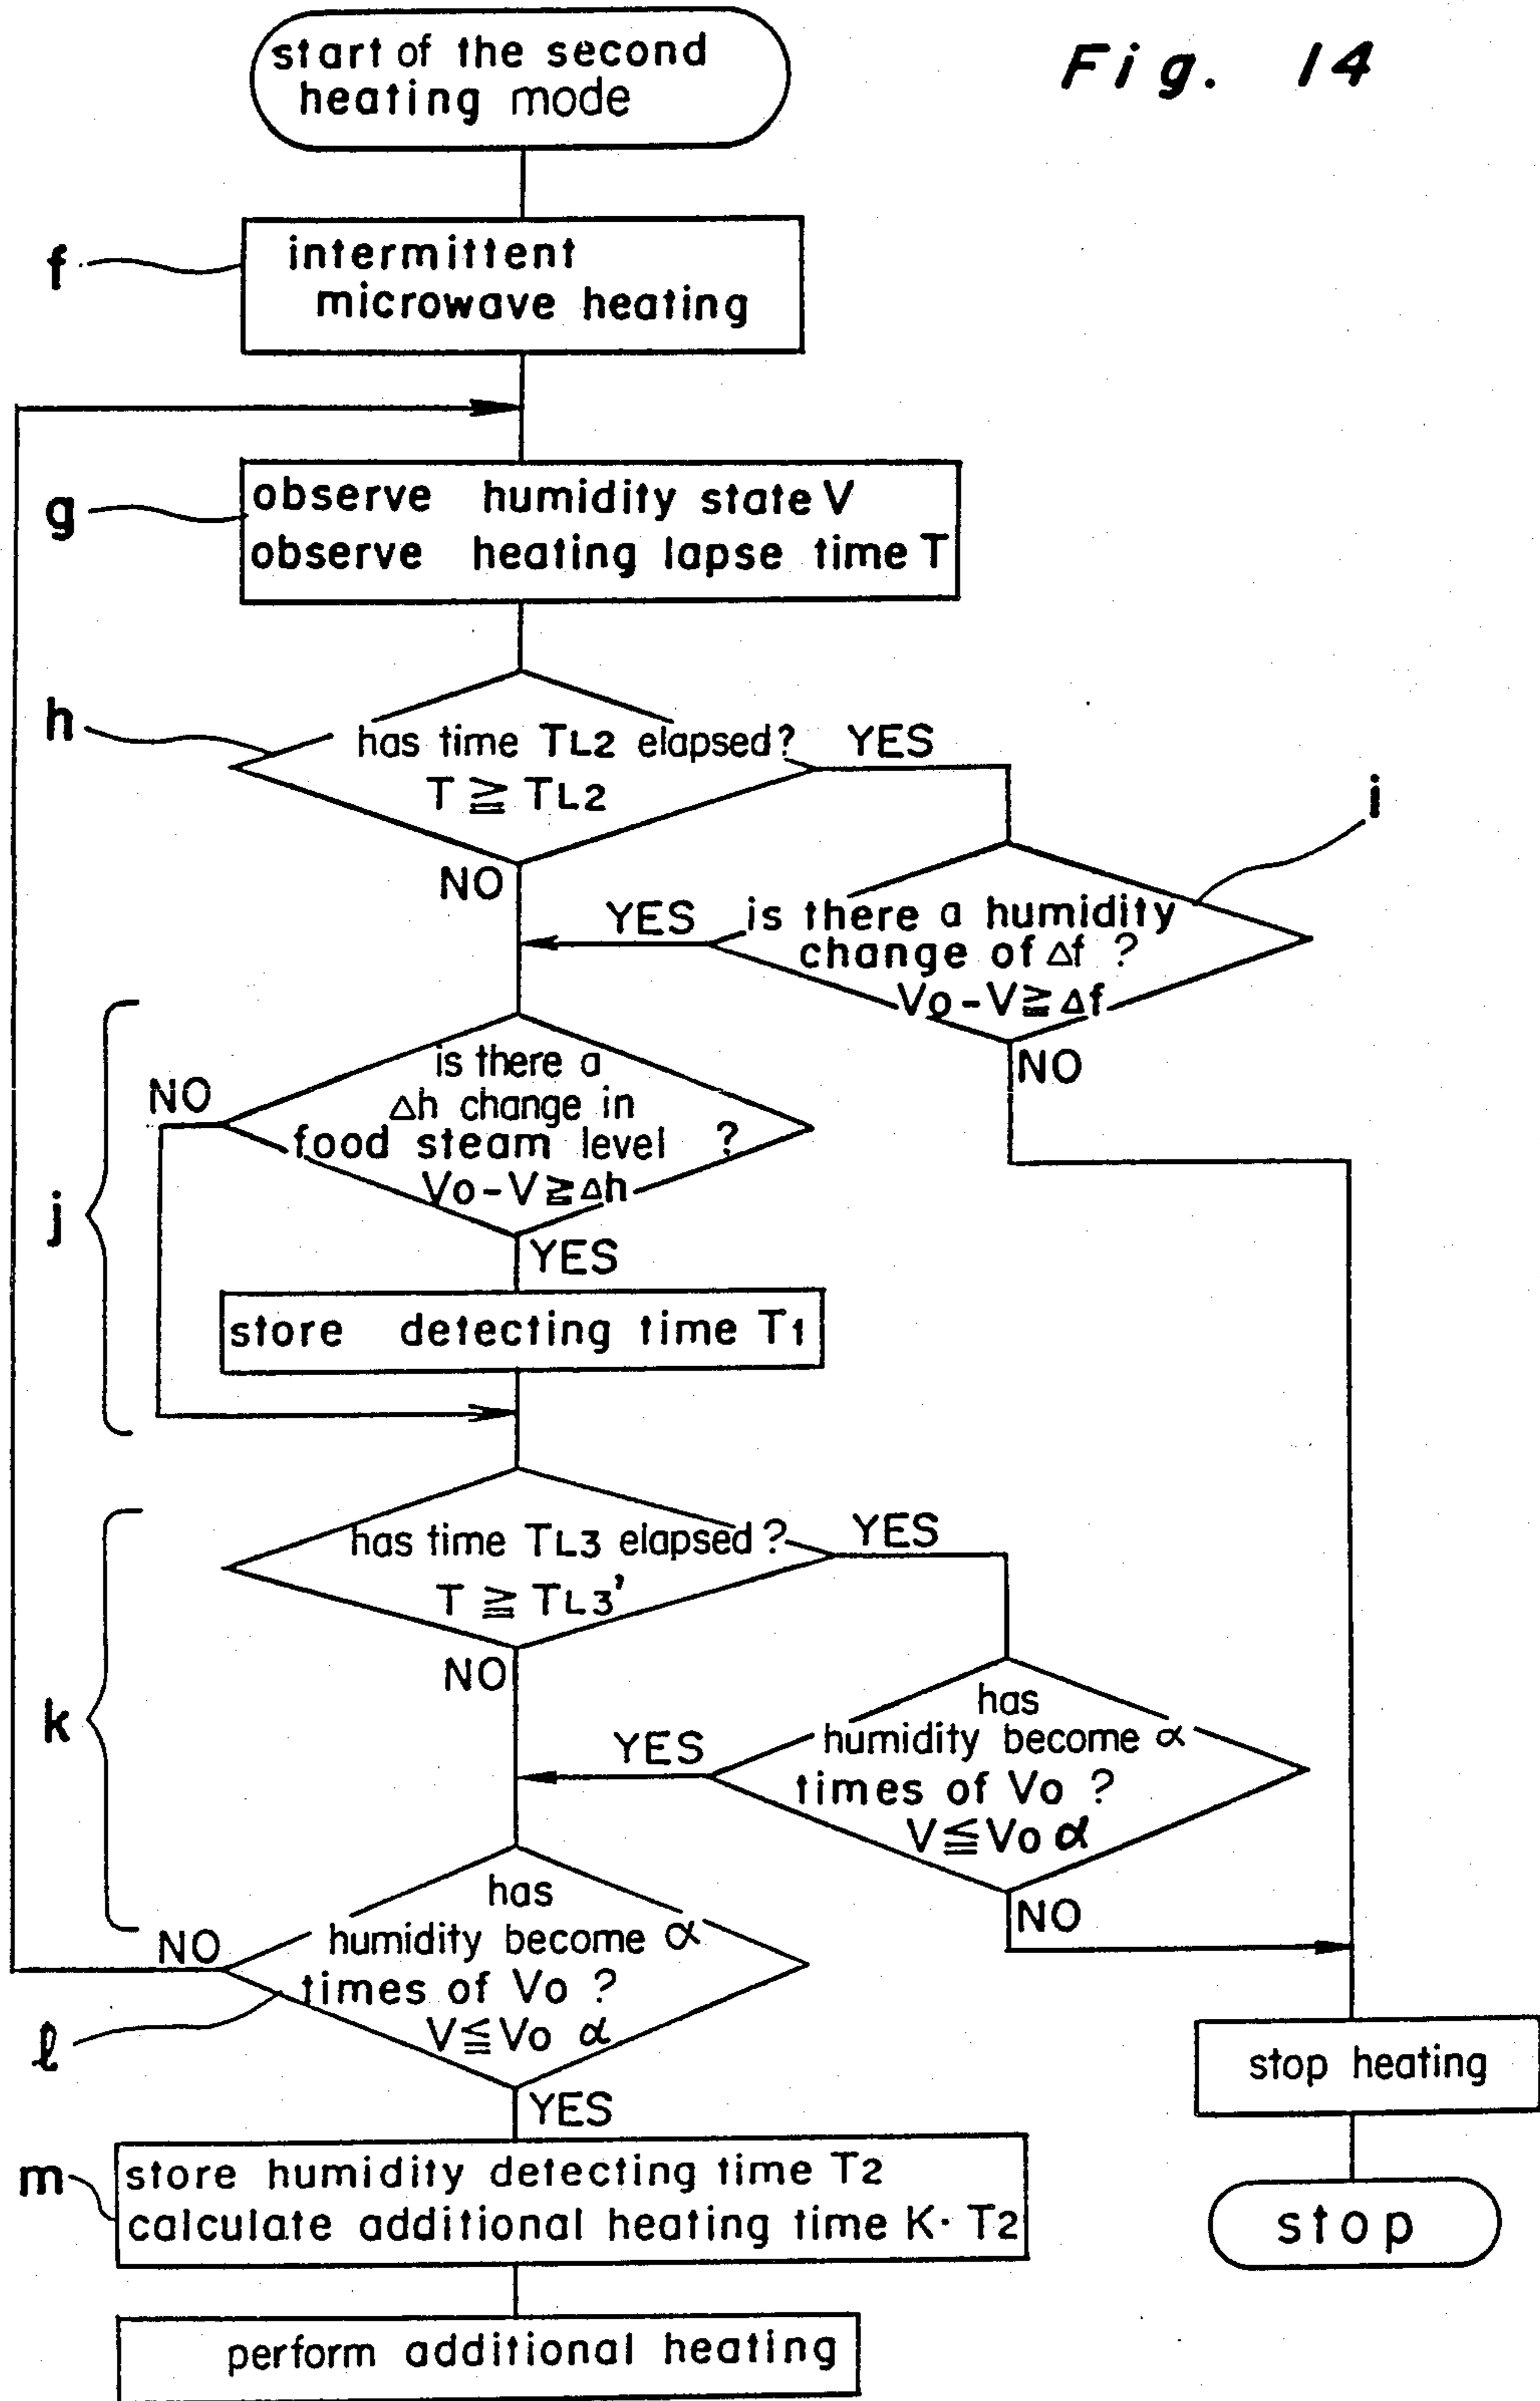 Fig. 14
start of the second
heating mode
f
intermittent
microwave heating
g
observe humidity state V
observe heating lapse time T
h
has time TL2 elapsed?
T ≧ TL2
YES
NO
i
is there a humidity
change of Δf ?
Vo - V ≧ Δf
YES
NO
j
is there a
Δh change in
food steam level ?
Vo - V ≧ Δh
NO
YES
store detecting time T1
k
has time TL3 elapsed?
T ≧ TL3'
YES
NO
has
humidity become α
times of Vo ?
V ≦ Vo α
YES
NO
l
has
humidity become α
times of Vo ?
V ≦ Vo α
NO
YES
m
store humidity detecting time T2
calculate additional heating time K· T2
perform additional heating
stop heating
stop